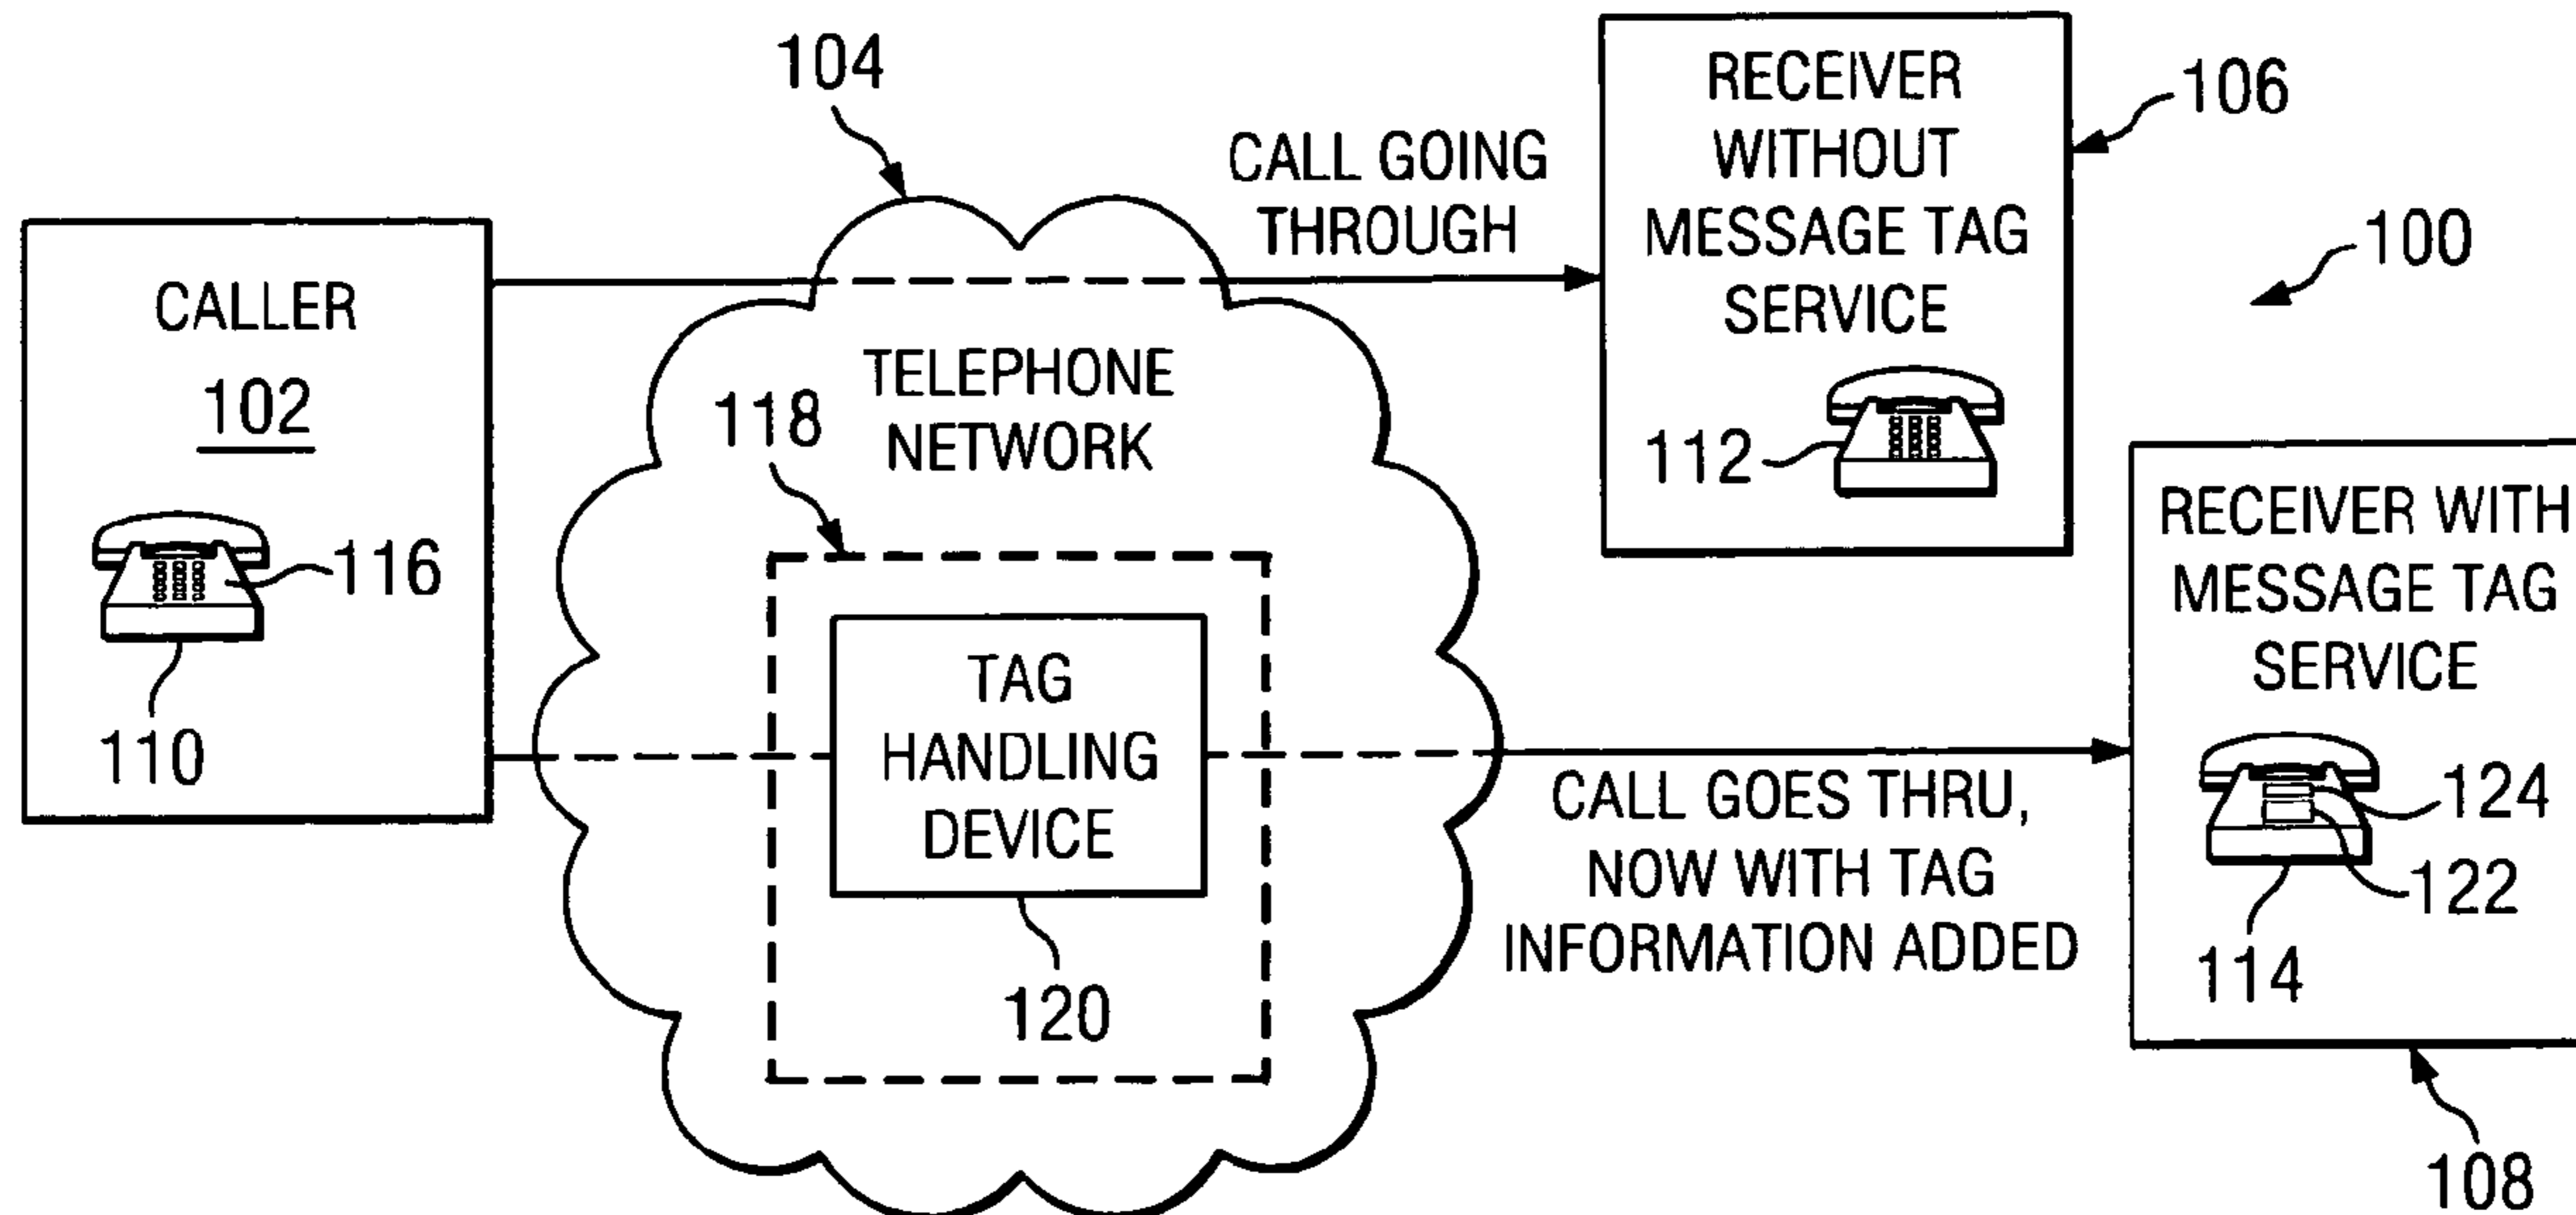 104
CALL GOING
THROUGH
RECEIVER
WITHOUT
MESSAGE TAG
SERVICE
106
100
112
CALLER
102
116
110
TELEPHONE
NETWORK
118
TAG
HANDLING
DEVICE
120
CALL GOES THRU,
NOW WITH TAG
INFORMATION ADDED
RECEIVER WITH
MESSAGE TAG
SERVICE
124
122
114
108